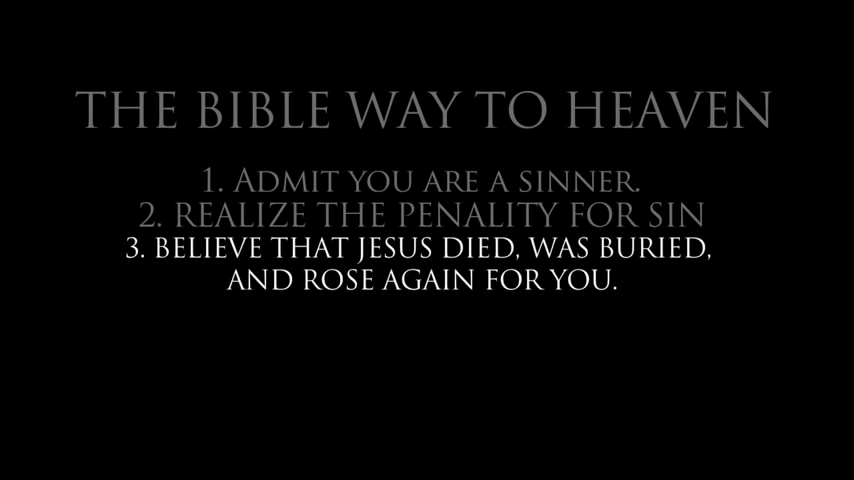 THE BIBLE WAY TO HEAVEN
1. ADMIT YOU ARE A SINNER.
2. REALIZE THE PENALITY FOR SIN
3. BELIEVE THAT JESUS DIED, WAS BURIED,
AND ROSE AGAIN FOR YOU.